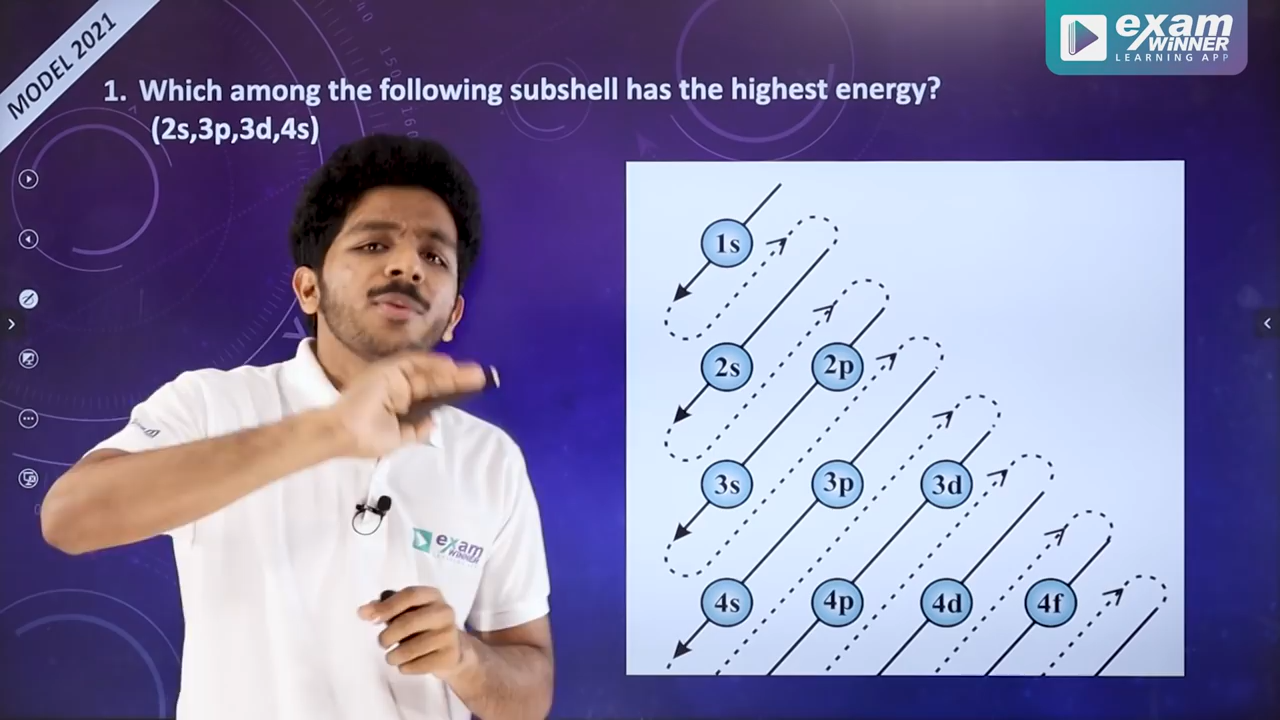 MODEL 2021
exam
WINNER
LEARNING APP
1. Which among the following subshell has the highest energy?
(2s,3p,3d,4s)
1s
2s 2p
3s 3p 3d
4s 4p 4d 4f
exam
WINNER